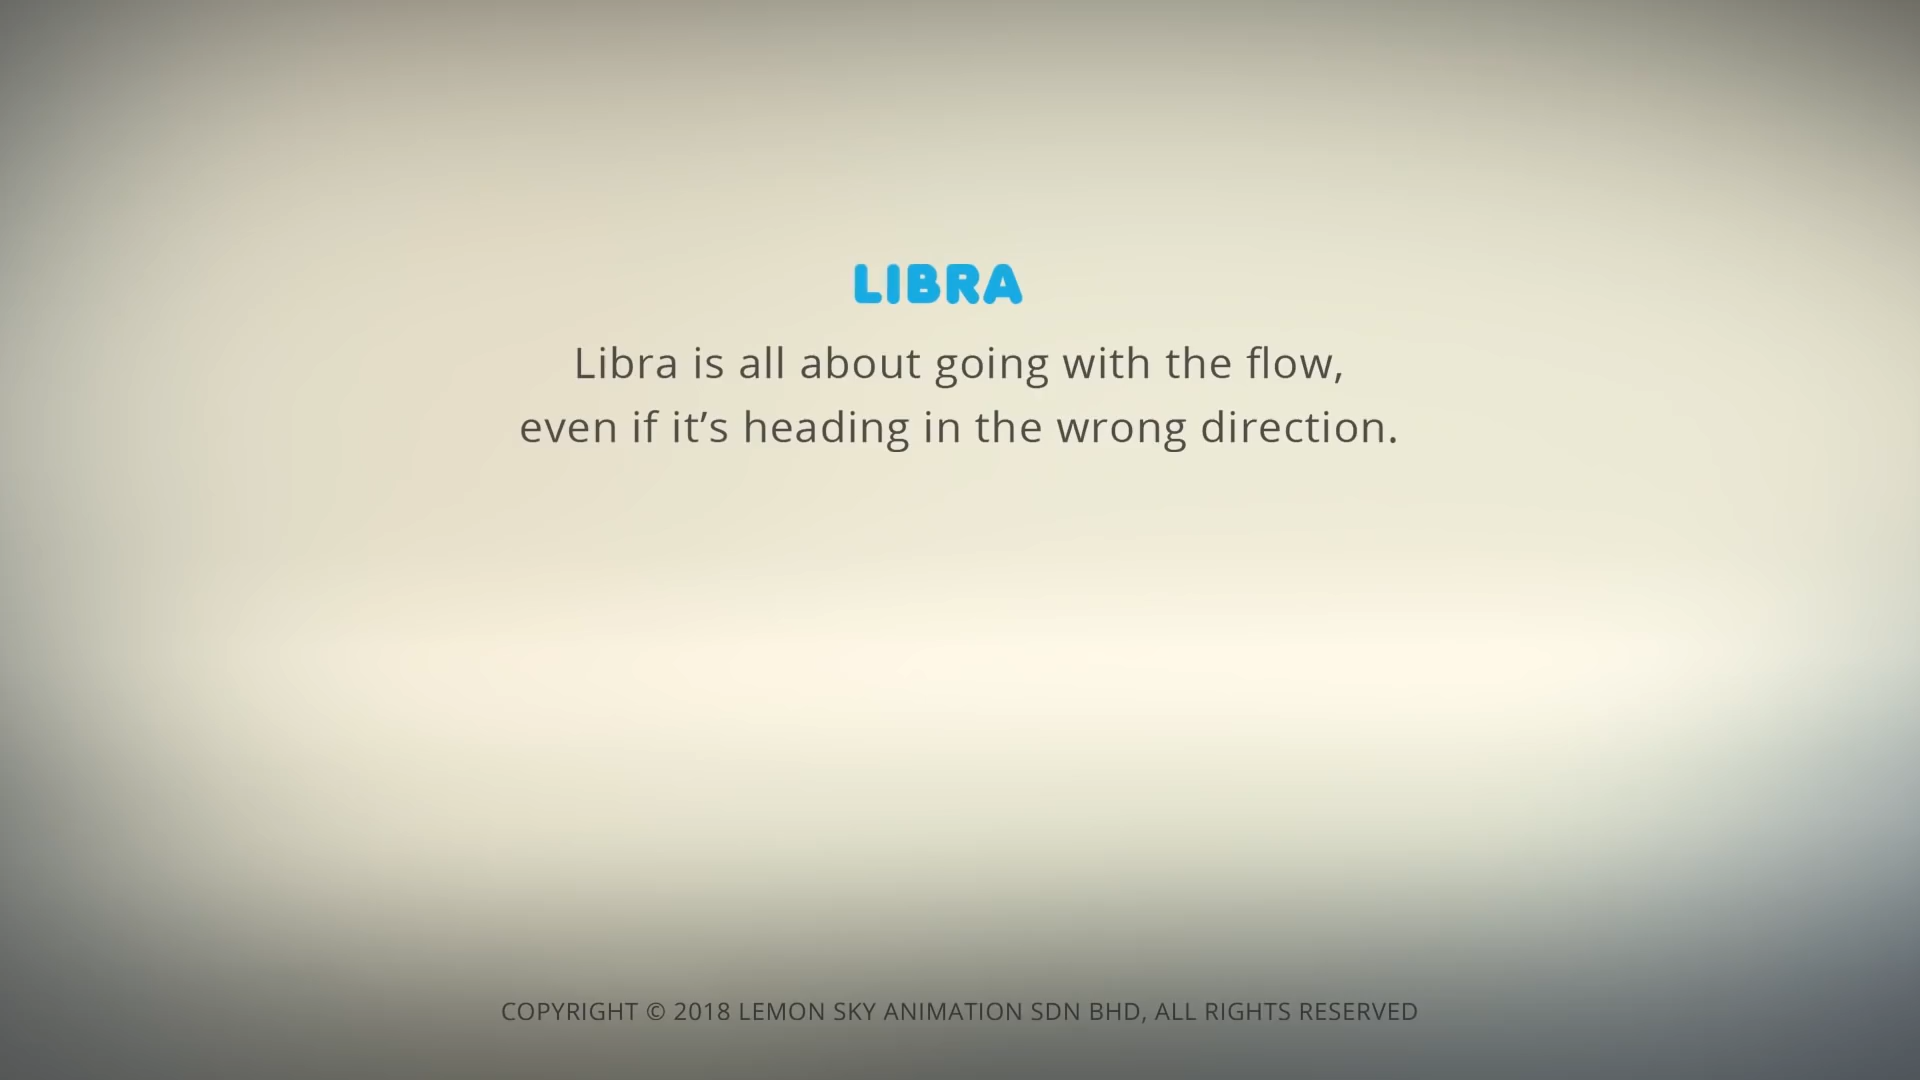 LIBRA
Libra is all about going with the flow,
even if it’s heading in the wrong direction.
COPYRIGHT © 2018 LEMON SKY ANIMATION SDN BHD, ALL RIGHTS RESERVED